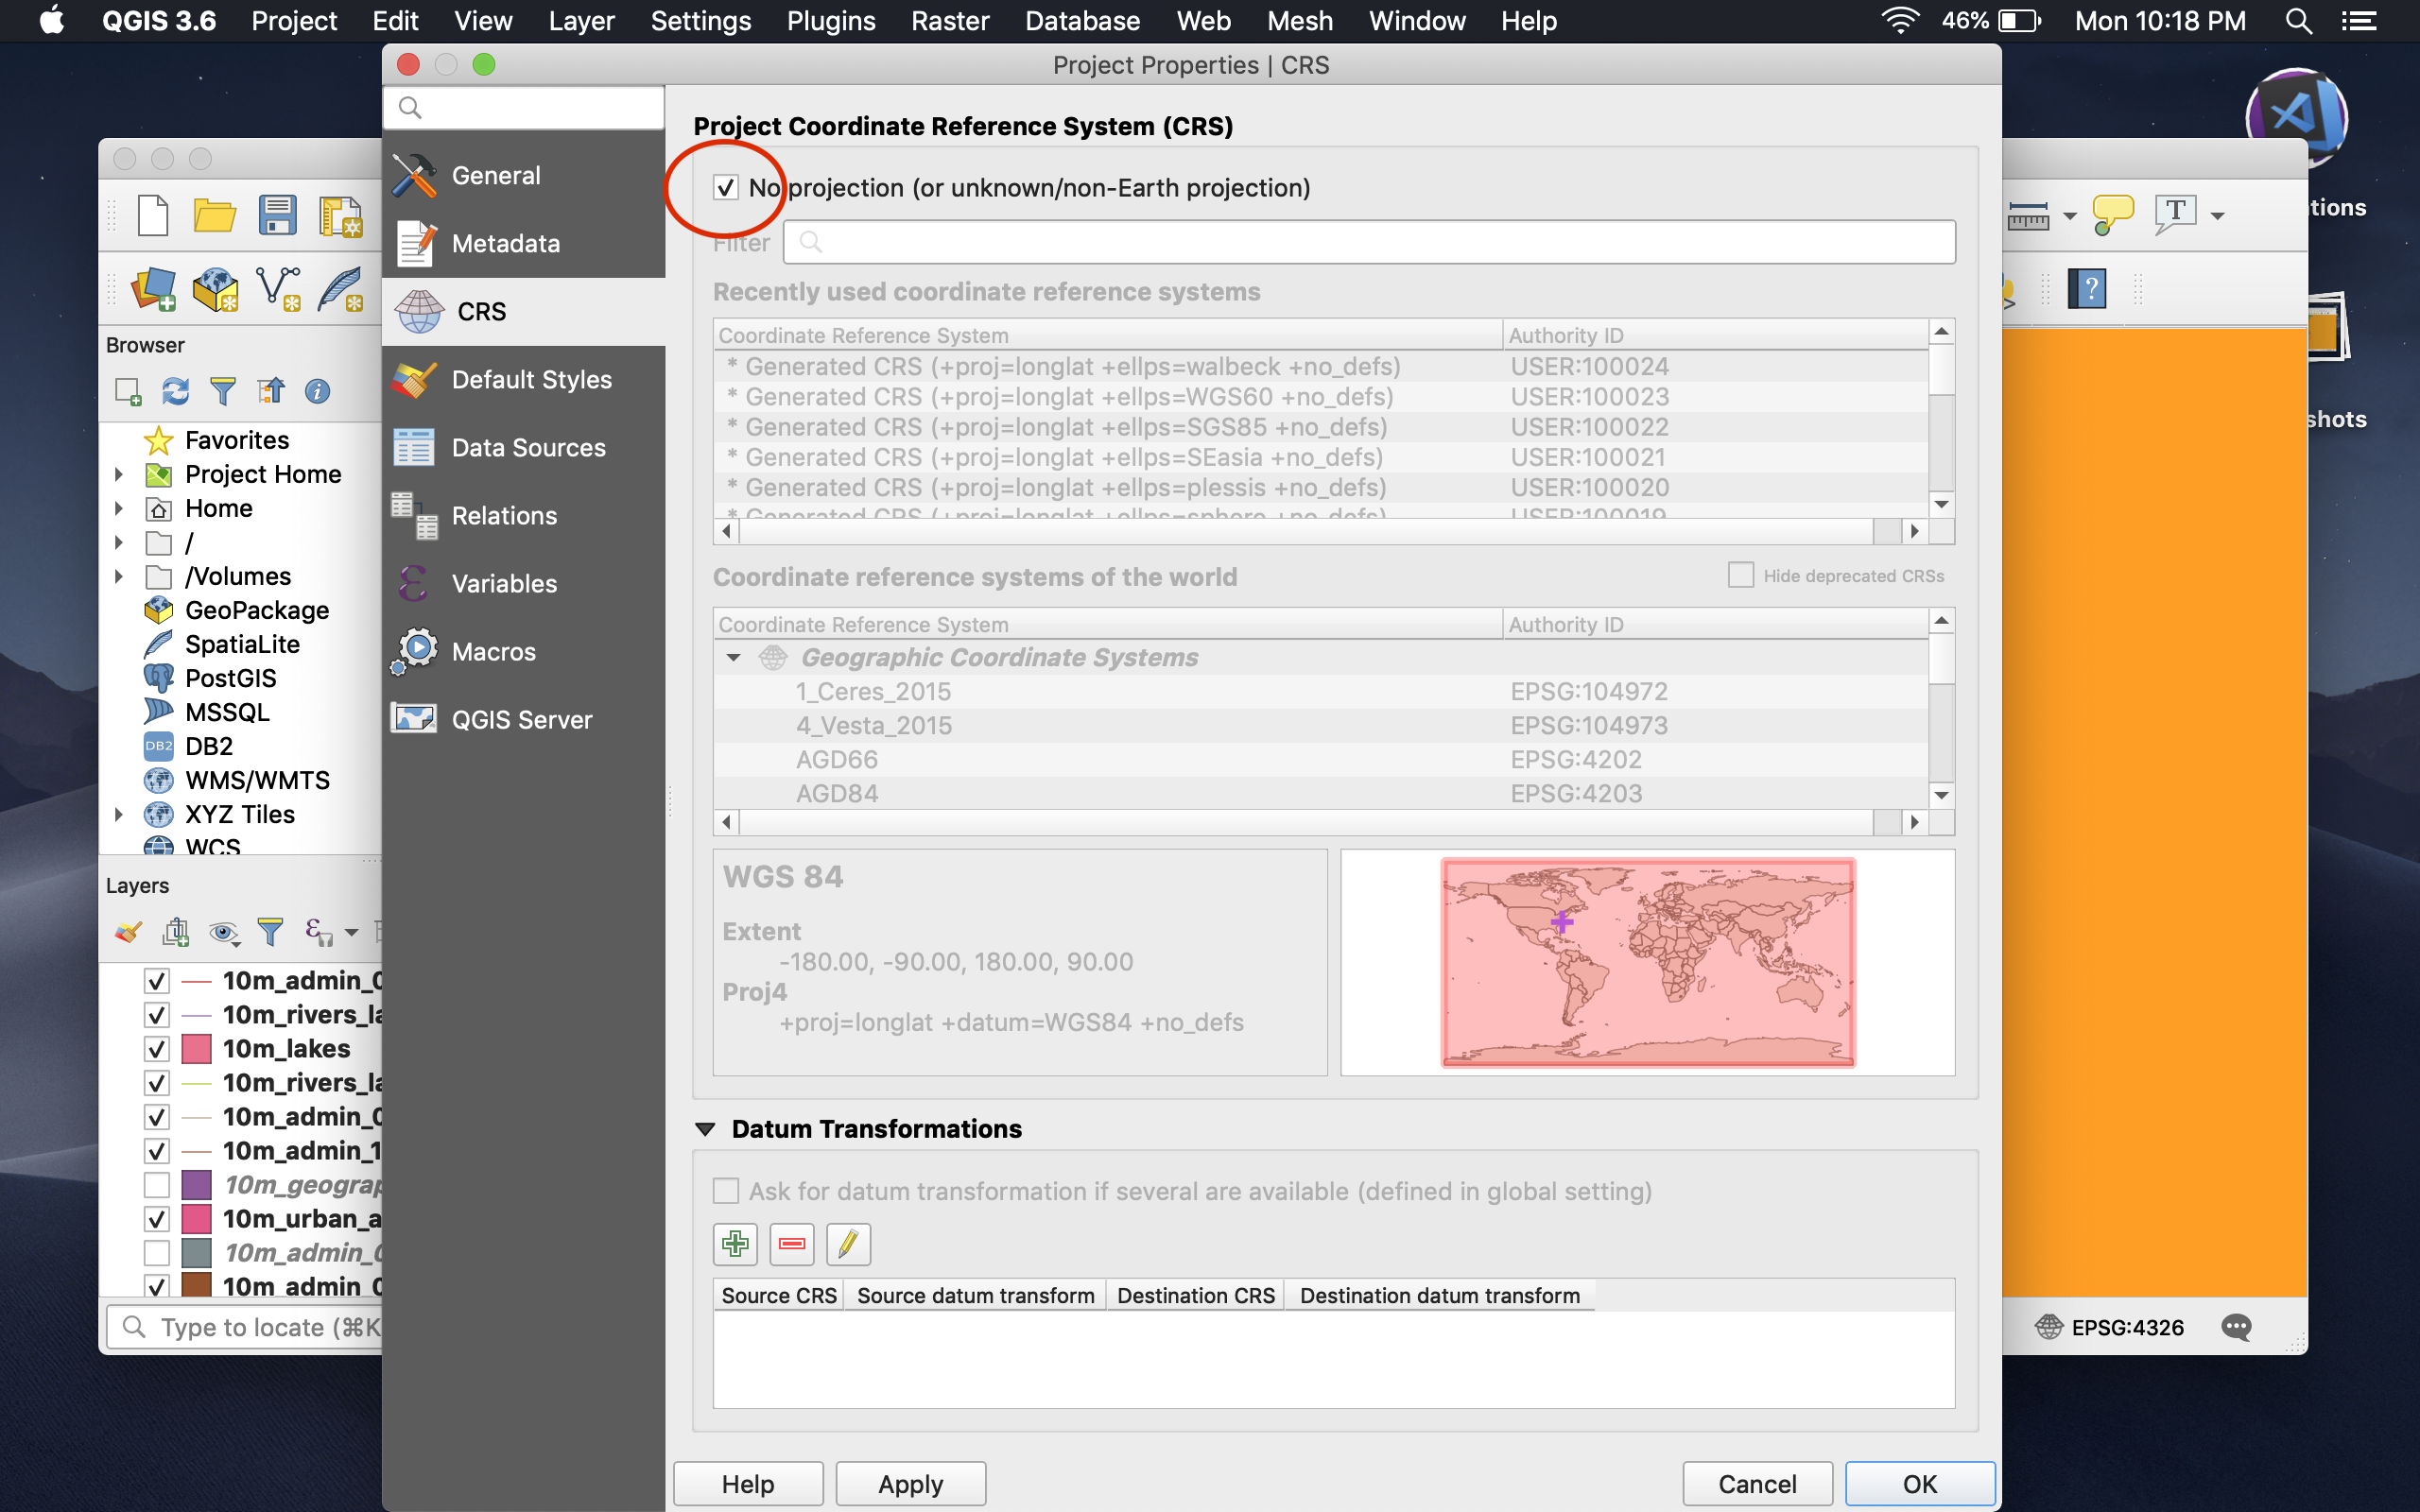 QGIS 3.6 Project Edit View Layer Settings Plugins Raster Database Web Mesh Window Help 46% Mon 10:18 PM
Project Properties | CRS
Project Coordinate Reference System (CRS)
No projection (or unknown/non-Earth projection)
Filter
Recently used coordinate reference systems
Coordinate Reference System Authority ID
* Generated CRS (+proj=longlat +ellps=walbeck +no_defs) USER:100024
* Generated CRS (+proj=longlat +ellps=WGS60 +no_defs) USER:100023
* Generated CRS (+proj=longlat +ellps=SGS85 +no_defs) USER:100022
* Generated CRS (+proj=longlat +ellps=SEasia +no_defs) USER:100021
* Generated CRS (+proj=longlat +ellps=plessis +no_defs) USER:100020
* Generated CRS (+proj=longlat +ellps=sphere +no_defs) USER:100019
Coordinate reference systems of the world
Hide deprecated CRSs
Coordinate Reference System Authority ID
Geographic Coordinate Systems
1_Ceres_2015 EPSG:104972
4_Vesta_2015 EPSG:104973
AGD66 EPSG:4202
AGD84 EPSG:4203
WGS 84
Extent
-180.00, -90.00, 180.00, 90.00
Proj4
+proj=longlat +datum=WGS84 +no_defs
Datum Transformations
Ask for datum transformation if several are available (defined in global setting)
Source CRS Source datum transform Destination CRS Destination datum transform
Help Apply Cancel OK
General
Metadata
CRS
Default Styles
Data Sources
Relations
Variables
Macros
QGIS Server
Browser
Favorites
Project Home
Home
/
/Volumes
GeoPackage
SpatiaLite
PostGIS
MSSQL
DB2
DB2
WMS/WMTS
XYZ Tiles
WCS
Layers
10m_admin_0
10m_rivers_la
10m_lakes
10m_rivers_la
10m_admin_0
10m_admin_1
10m_geograp
10m_urban_a
10m_admin_0
10m_admin_0
Type to locate (⌘K
T
?
EPSG:4326
tions
shots